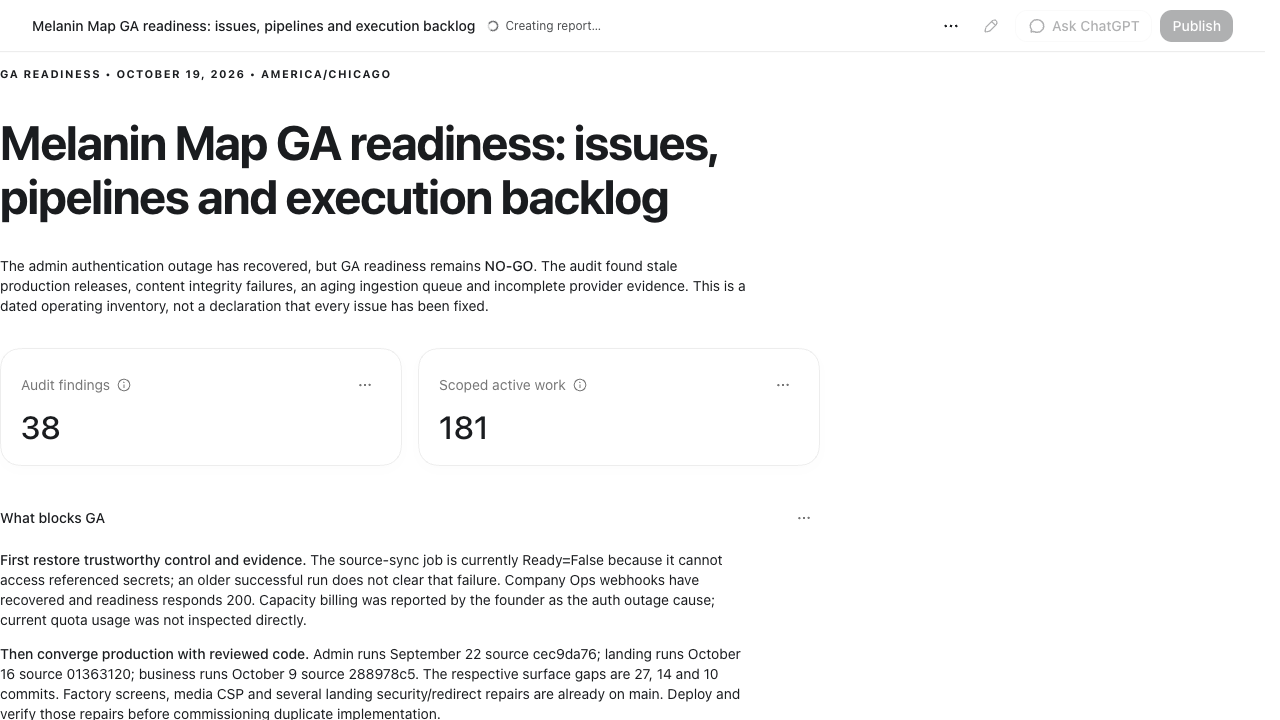 Melanin Map GA readiness: issues, pipelines and execution backlog
Creating report...
Ask ChatGPT
Publish
GA READINESS • OCTOBER 19, 2026 • AMERICA/CHICAGO
Melanin Map GA readiness: issues,
pipelines and execution backlog
The admin authentication outage has recovered, but GA readiness remains NO-GO. The audit found stale
production releases, content integrity failures, an aging ingestion queue and incomplete provider evidence. This is a
dated operating inventory, not a declaration that every issue has been fixed.
Audit findings
38
Scoped active work
181
What blocks GA
First restore trustworthy control and evidence. The source-sync job is currently Ready=False because it cannot
access referenced secrets; an older successful run does not clear that failure. Company Ops webhooks have
recovered and readiness responds 200. Capacity billing was reported by the founder as the auth outage cause;
current quota usage was not inspected directly.
Then converge production with reviewed code. Admin runs September 22 source cec9da76; landing runs October
16 source 01363120; business runs October 9 source 288978c5. The respective surface gaps are 27, 14 and 10
commits. Factory screens, media CSP and several landing security/redirect repairs are already on main. Deploy and
verify those repairs before commissioning duplicate implementation.